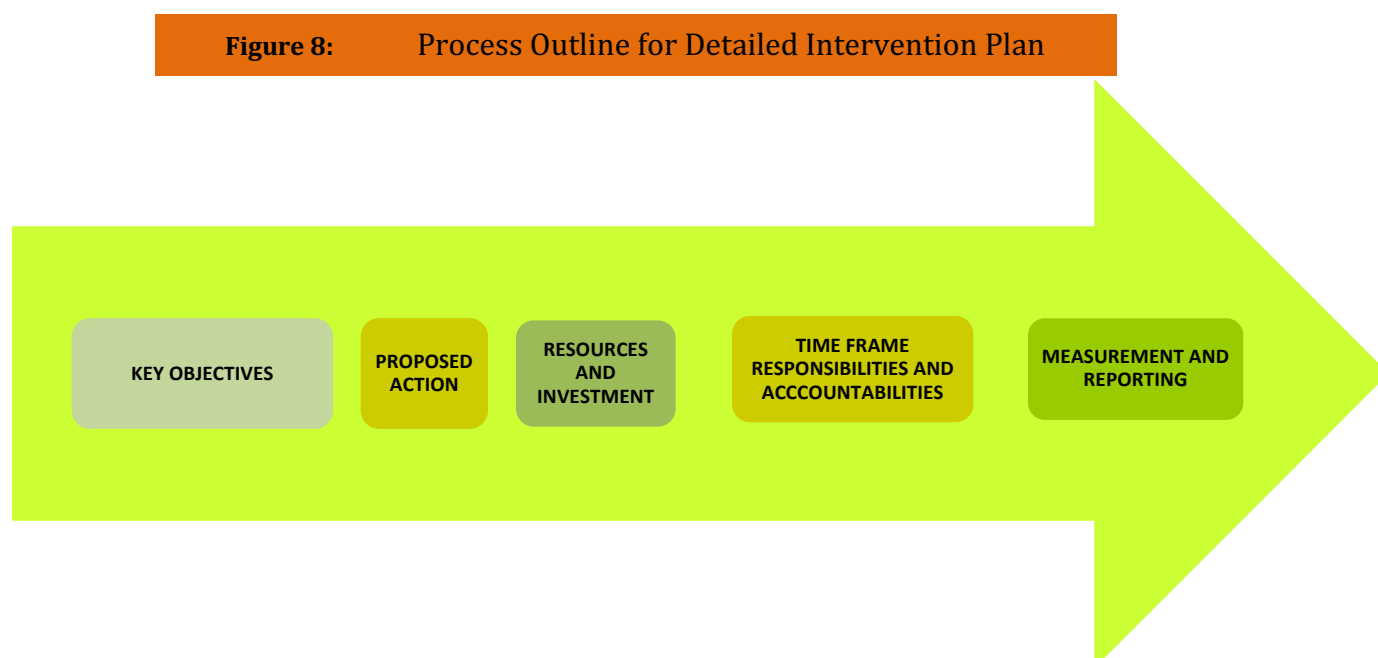 Figure 8: Process Outline for Detailed Intervention Plan
KEY OBJECTIVES
PROPOSED
ACTION
RESOURCES
AND
INVESTMENT
TIME FRAME
RESPONSIBILITIES AND
ACCCOUNTABILITIES
MEASUREMENT AND
REPORTING